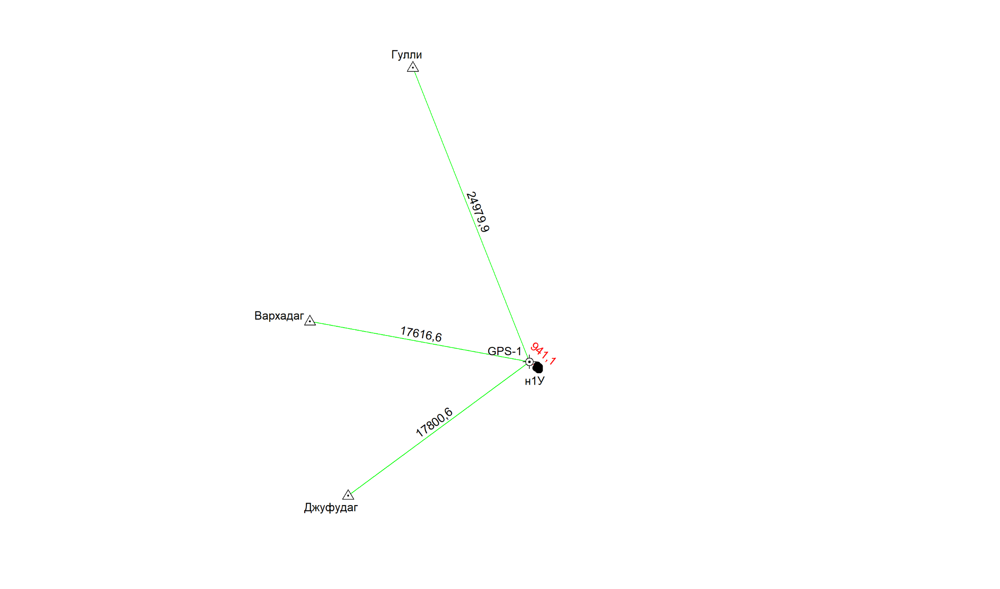 Гулли
24979,9
Вархадаг
17616,6
GPS-1
941,1
н1У
17800,6
Джуфудаг